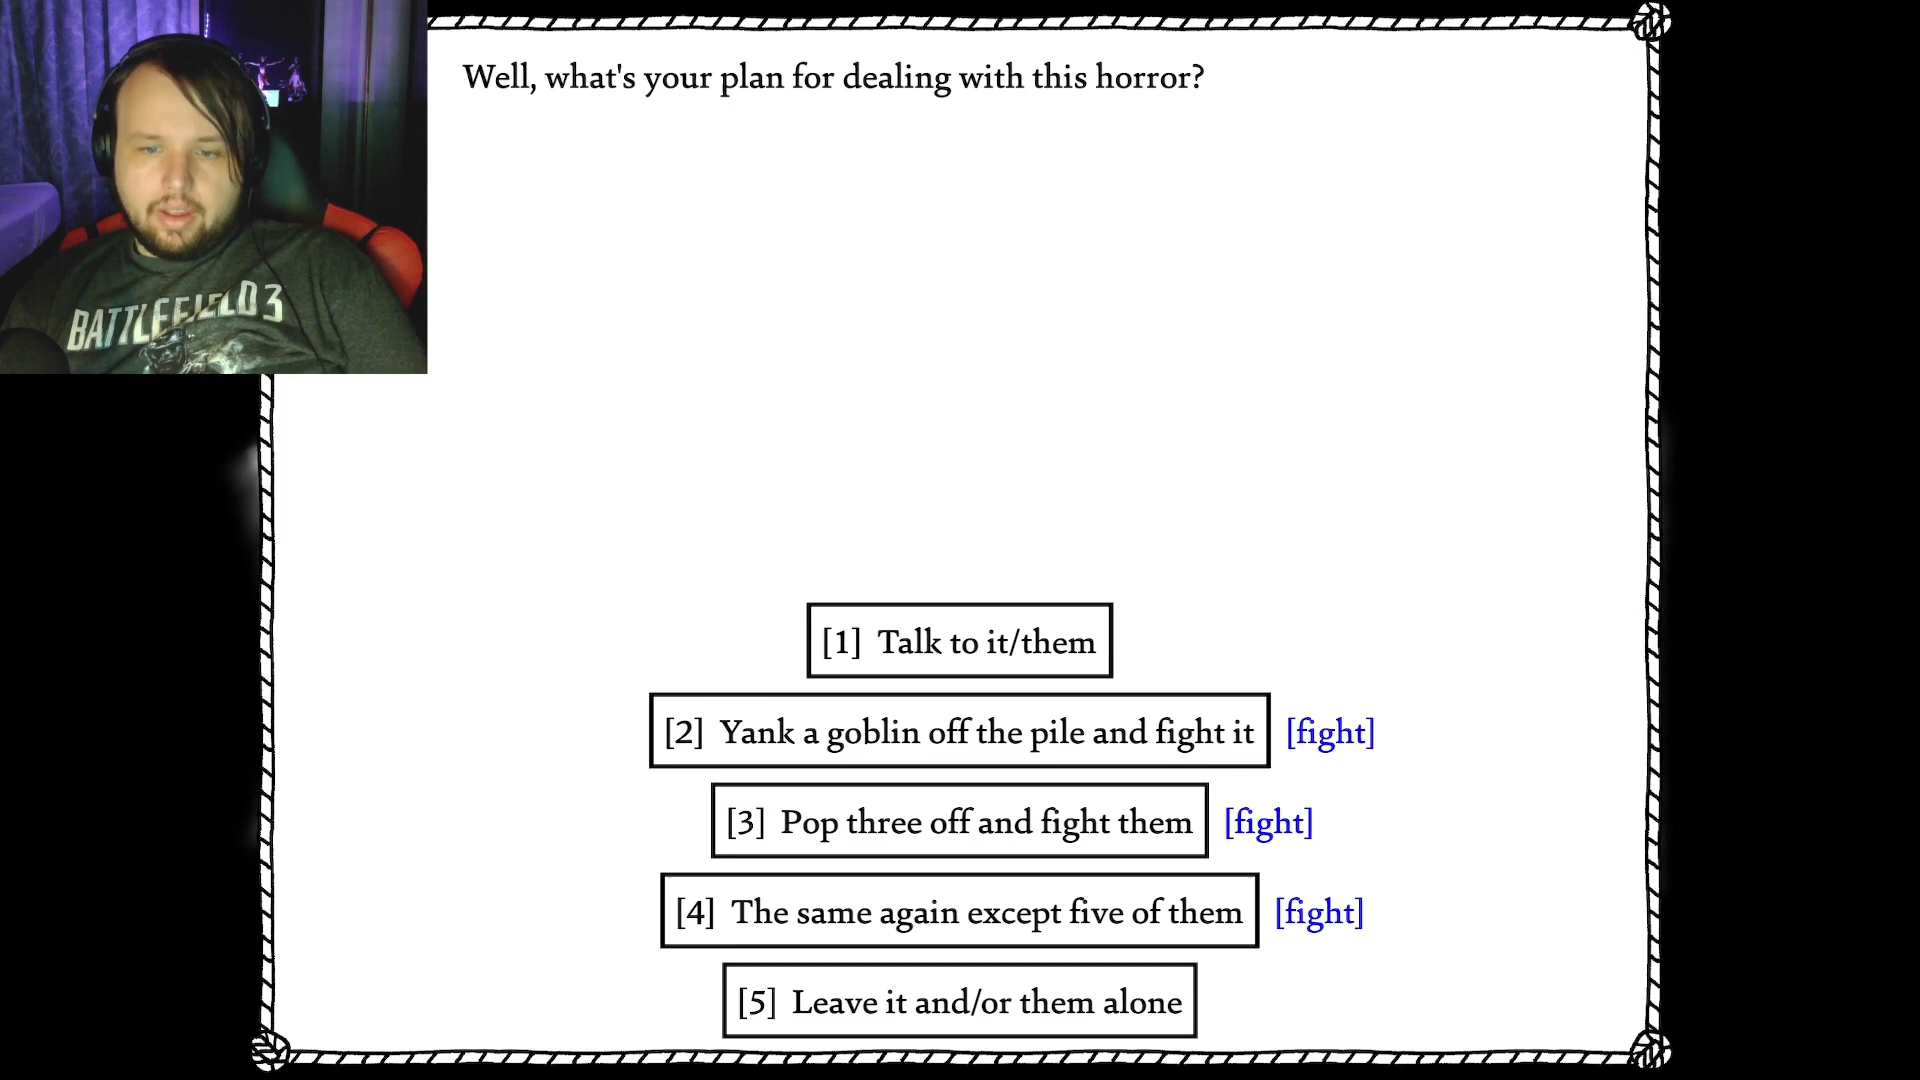 Well, what's your plan for dealing with this horror?
BATTLEFIELD 3
[1] Talk to it/them
[2] Yank a goblin off the pile and fight it [fight]
[3] Pop three off and fight them [fight]
[4] The same again except five of them [fight]
[5] Leave it and/or them alone